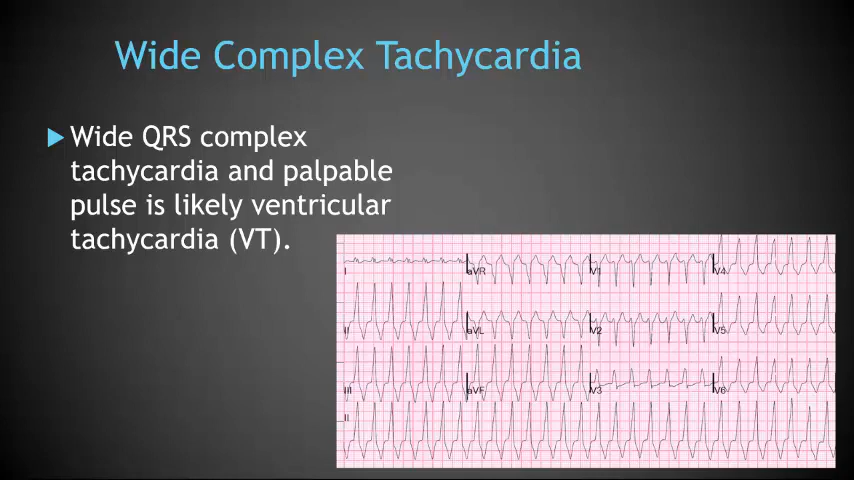 Wide Complex Tachycardia
Wide QRS complex
tachycardia and palpable
pulse is likely ventricular
tachycardia (VT).
I aVR V1 V4
II aVL V2 V5
III aVF V3 V6
II